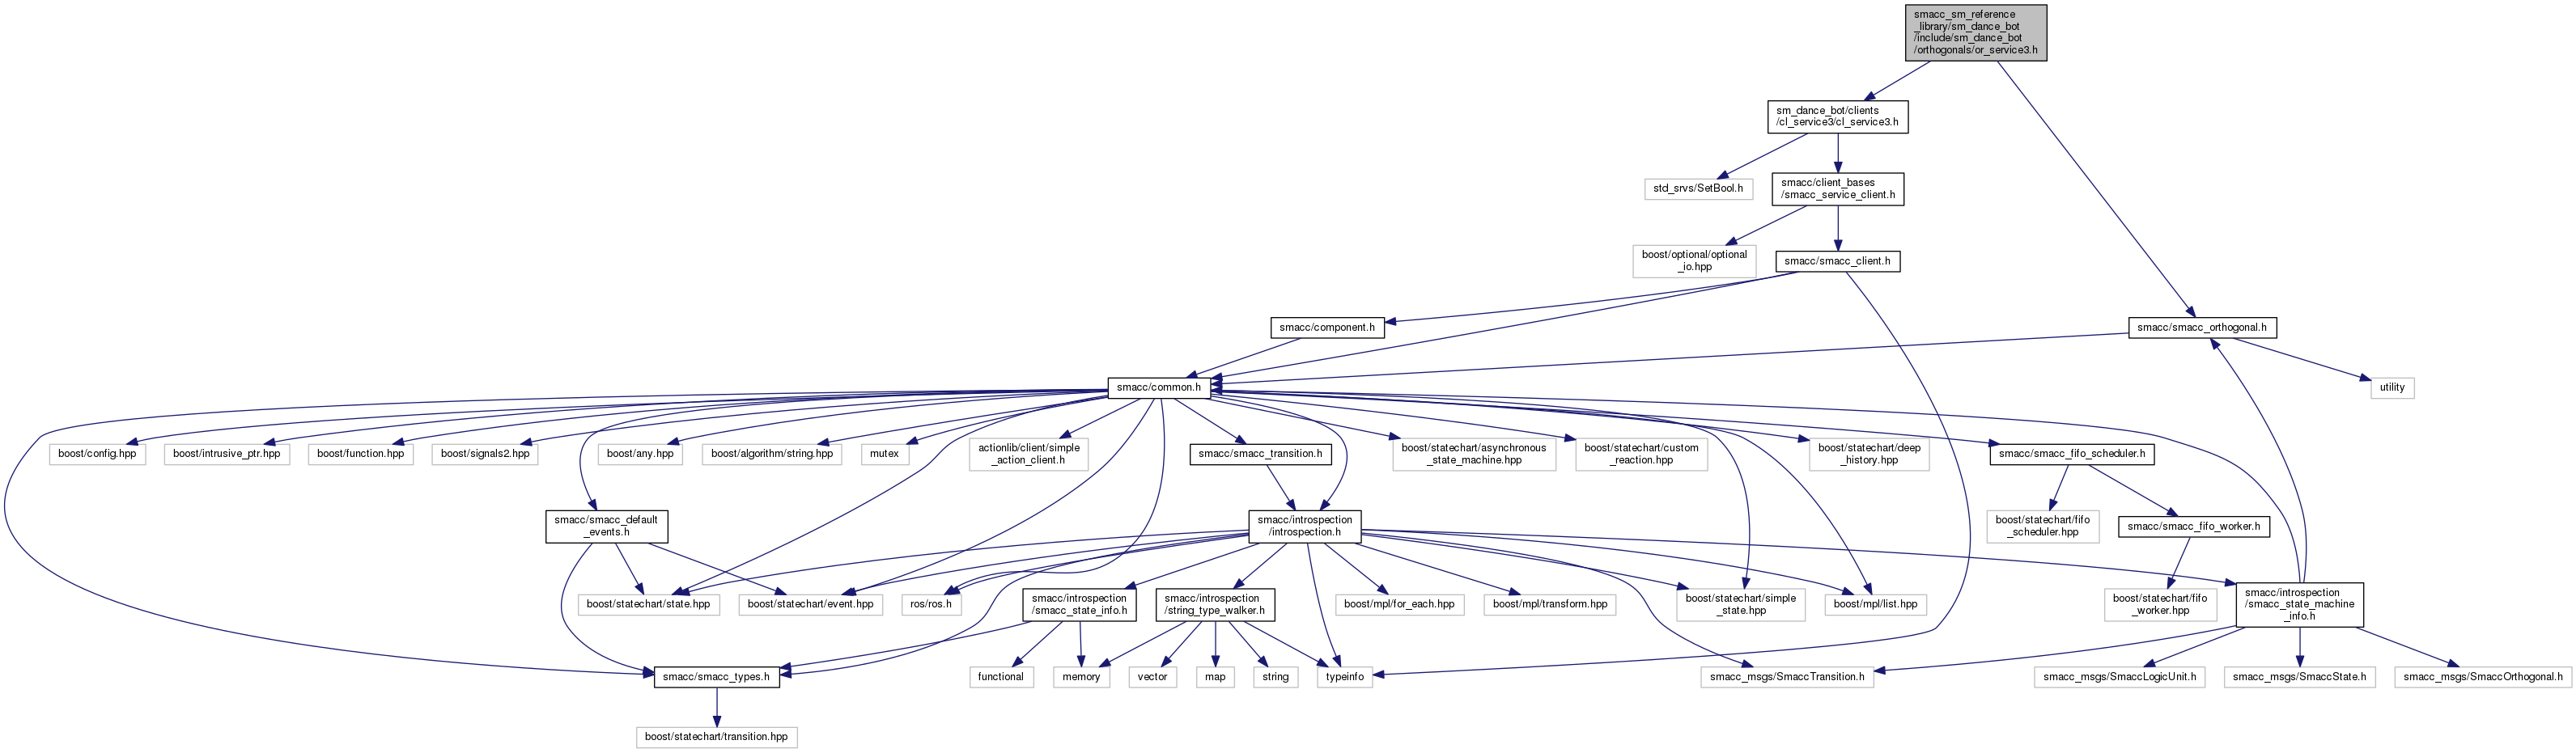 smacc_sm_reference
_library/sm_dance_bot
/include/sm_dance_bot
/orthogonals/or_service3.h
sm_dance_bot/clients
/cl_service3/cl_service3.h
std_srvs/SetBool.h
smacc/client_bases
/smacc_service_client.h
boost/optional/optional
_io.hpp
smacc/smacc_client.h
smacc/component.h
smacc/smacc_orthogonal.h
smacc/common.h
utility
boost/config.hpp
boost/intrusive_ptr.hpp
boost/function.hpp
boost/signals2.hpp
boost/any.hpp
boost/algorithm/string.hpp
mutex
actionlib/client/simple
_action_client.h
smacc/smacc_transition.h
boost/statechart/asynchronous
_state_machine.hpp
boost/statechart/custom
_reaction.hpp
boost/statechart/deep
_history.hpp
smacc/smacc_fifo_scheduler.h
smacc/smacc_default
_events.h
smacc/introspection
/introspection.h
boost/statechart/fifo
_scheduler.hpp
smacc/smacc_fifo_worker.h
boost/statechart/state.hpp
boost/statechart/event.hpp
ros/ros.h
smacc/introspection
/smacc_state_info.h
smacc/introspection
/string_type_walker.h
boost/mpl/for_each.hpp
boost/mpl/transform.hpp
boost/statechart/simple
_state.hpp
boost/mpl/list.hpp
boost/statechart/fifo
_worker.hpp
smacc/introspection
/smacc_state_machine
_info.h
smacc/smacc_types.h
functional
memory
vector
map
string
typeinfo
smacc_msgs/SmaccTransition.h
smacc_msgs/SmaccLogicUnit.h
smacc_msgs/SmaccState.h
smacc_msgs/SmaccOrthogonal.h
boost/statechart/transition.hpp